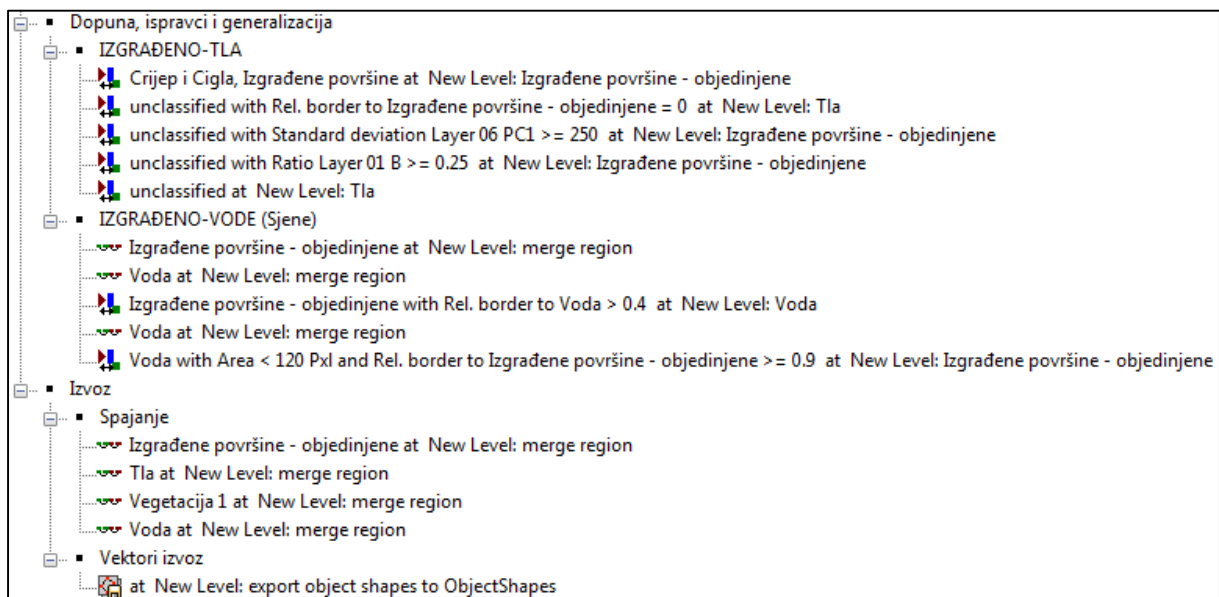 Dopuna, ispravci i generalizacija
IZGRAĐENO-TLA
Crijep i Cigla, Izgrađene površine at New Level: Izgrađene površine - objedinjene
unclassified with Rel. border to Izgrađene površine - objedinjene = 0 at New Level: Tla
unclassified with Standard deviation Layer 06 PC1 >= 250 at New Level: Izgrađene površine - objedinjene
unclassified with Ratio Layer 01 B >= 0.25 at New Level: Izgrađene površine - objedinjene
unclassified at New Level: Tla
IZGRAĐENO-VODE (Sjene)
Izgrađene površine - objedinjene at New Level: merge region
Voda at New Level: merge region
Izgrađene površine - objedinjene with Rel. border to Voda > 0.4 at New Level: Voda
Voda at New Level: merge region
Voda with Area < 120 Pxl and Rel. border to Izgrađene površine - objedinjene >= 0.9 at New Level: Izgrađene površine - objedinjene
Izvoz
Spajanje
Izgrađene površine - objedinjene at New Level: merge region
Tla at New Level: merge region
Vegetacija 1 at New Level: merge region
Voda at New Level: merge region
Vektori izvoz
at New Level: export object shapes to ObjectShapes